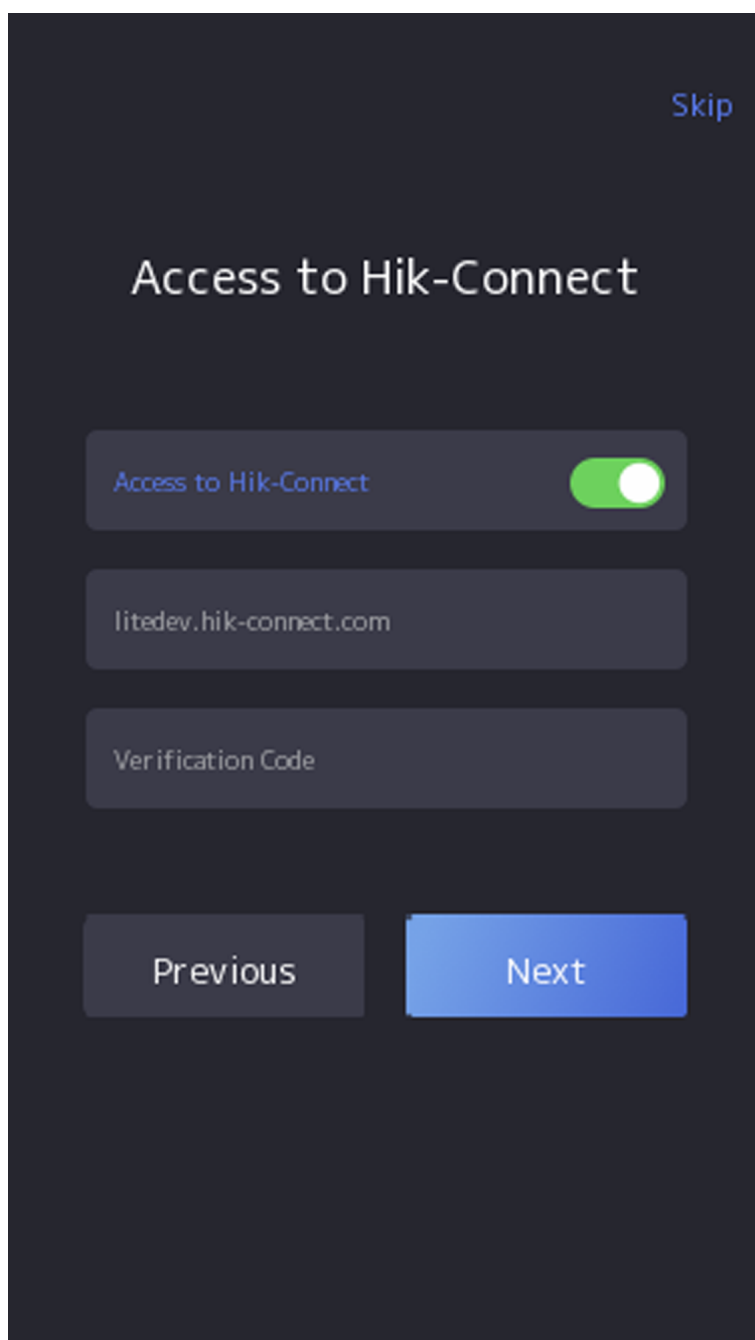 Skip
Access to Hik-Connect
Access to Hik-Connect
litedev.hik-connect.com
Verification Code
Previous
Next